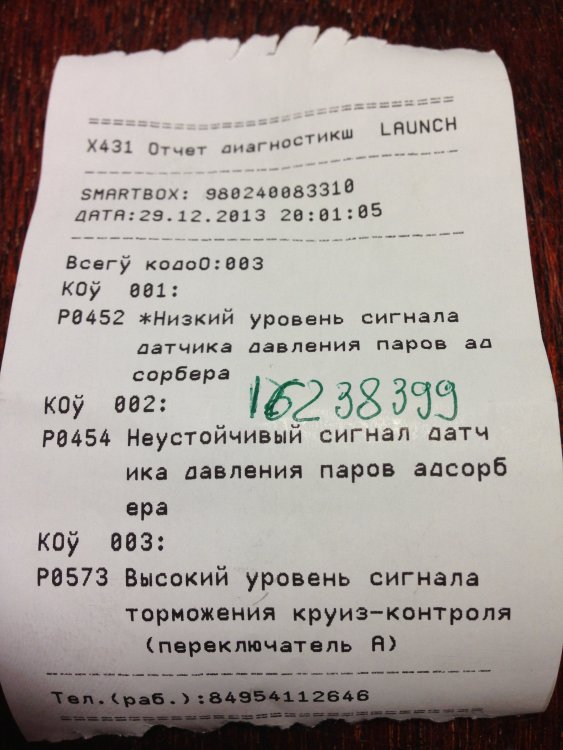 X431 Отчет диагностикш LAUNCH
SMARTBOX: 980240083310
ДАТА:29.12.2013 20:01:05
Всегў кодоО:003
КОў 001:
P0452 *Низкий уровень сигнала
датчика давления паров ад
сорбера
КОў 002:
16238399
P0454 Неустойчивый сигнал датч
ика давления паров адсорб
ера
КОў 003:
P0573 Высокий уровень сигнала
торможения круиз-контроля
(переключатель A)
Тел.(раб.):84954112646